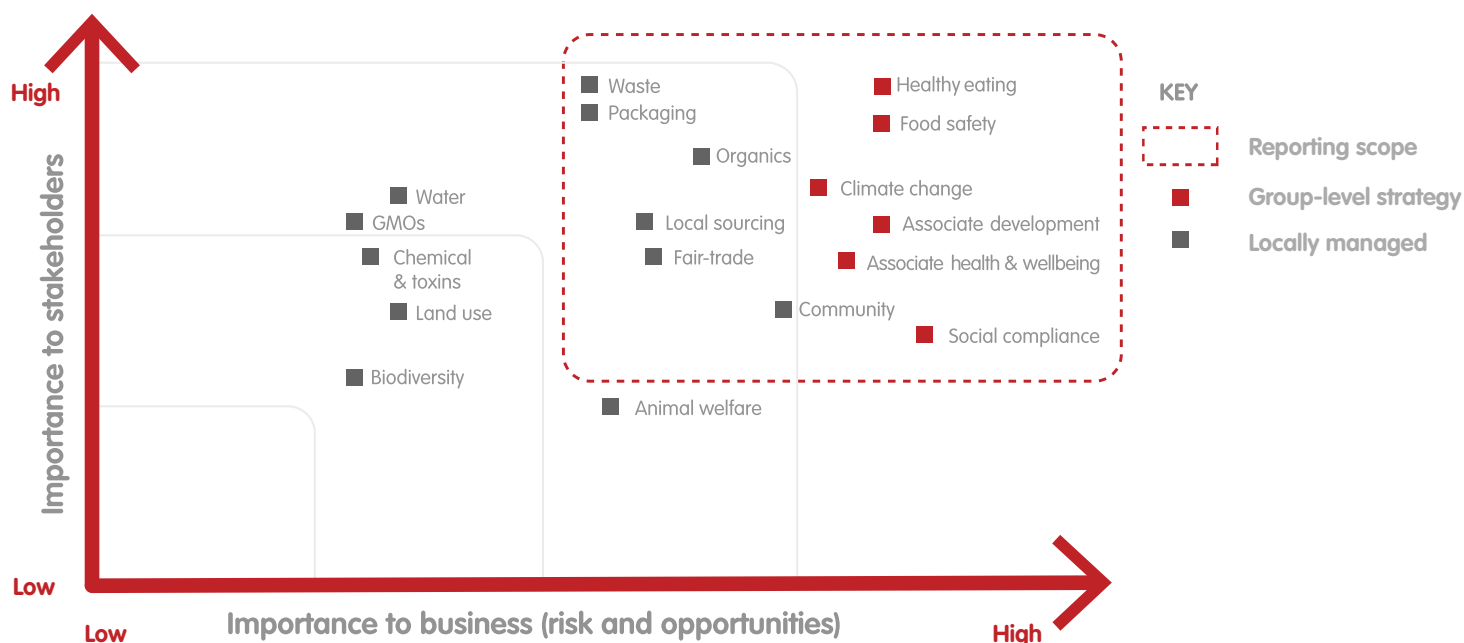 High
Importance to stakeholders
Low
Waste
Packaging
Organics
Water
GMOs
Chemical
& toxins
Land use
Biodiversity
Local sourcing
Fair-trade
Community
Animal welfare
Healthy eating
Food safety
Climate change
Associate development
Associate health & wellbeing
Social compliance
KEY
Reporting scope
Group-level strategy
Locally managed
Low
Importance to business (risk and opportunities)
High